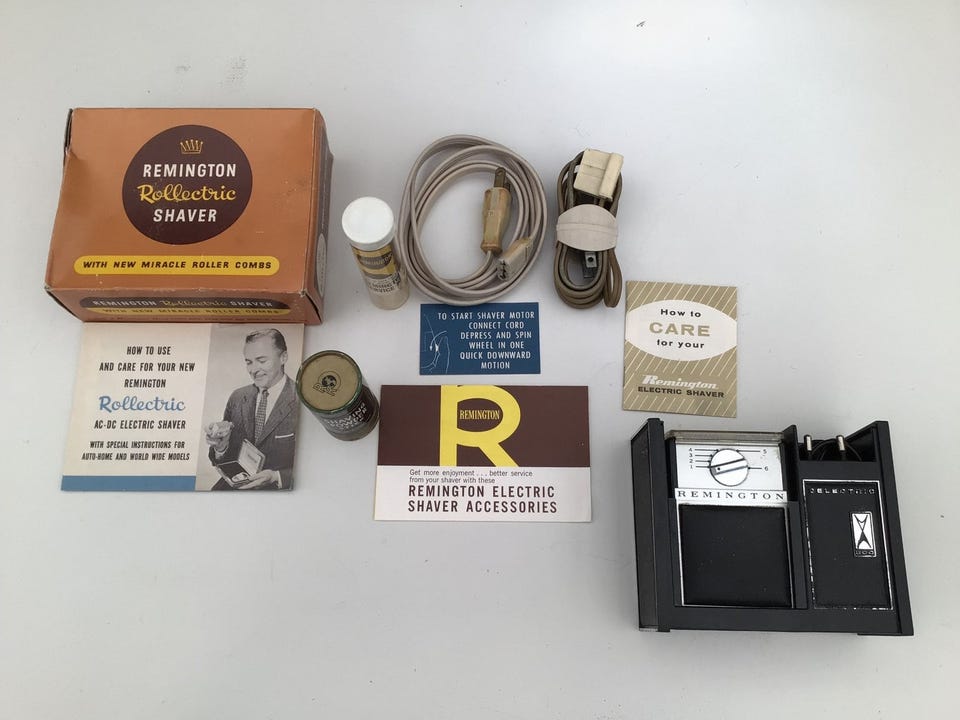 REMINGTON
Rollectric
SHAVER
WITH NEW MIRACLE ROLLER COMBS
REMINGTON Rollectric SHAVER
WITH NEW MIRACLE ROLLER COMBS
HOW TO USE
AND CARE FOR YOUR NEW
REMINGTON
Rollectric
AC-DC ELECTRIC SHAVER
WITH SPECIAL INSTRUCTIONS FOR
AUTO-HOME AND WORLD WIDE MODELS
SERVICE
SHAVING
POWDER
TO START SHAVER MOTOR
CONNECT CORD
DEPRESS AND SPIN
WHEEL IN ONE
QUICK DOWNWARD
MOTION
REMINGTON
R
Get more enjoyment . . . better service
from your shaver with these
REMINGTON ELECTRIC
SHAVER ACCESSORIES
How to
CARE
for your
Remington
ELECTRIC SHAVER
4 5
3
2
1 6
REMINGTON